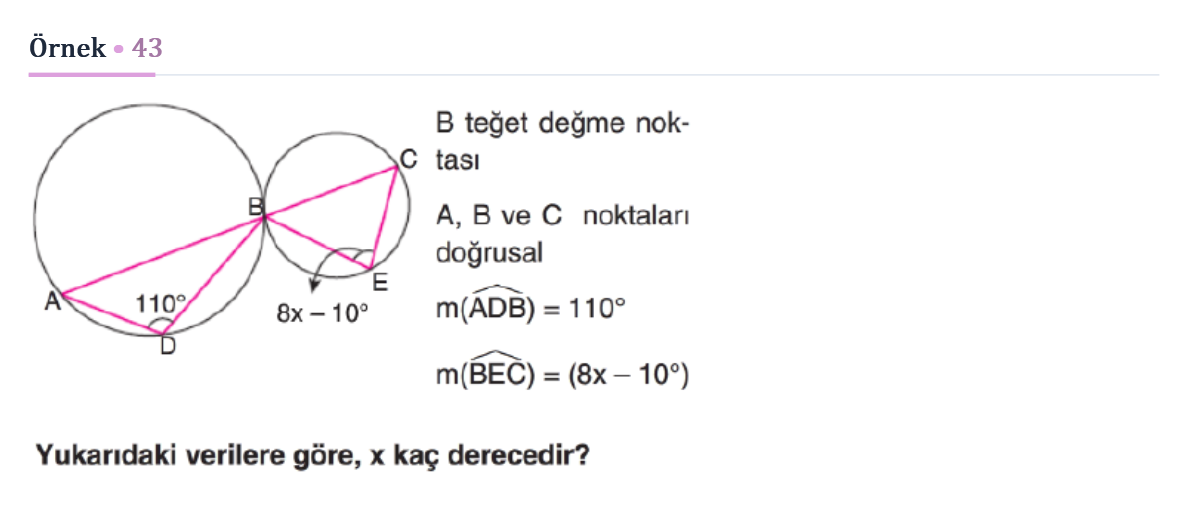 Örnek • 43
B teğet değme nok-
tası
A, B ve C noktaları
doğrusal
m(ADB) = 110°
m(BEC) = (8x – 10°)
A
B
C
D
E
110°
8x – 10°
Yukarıdaki verilere göre, x kaç derecedir?